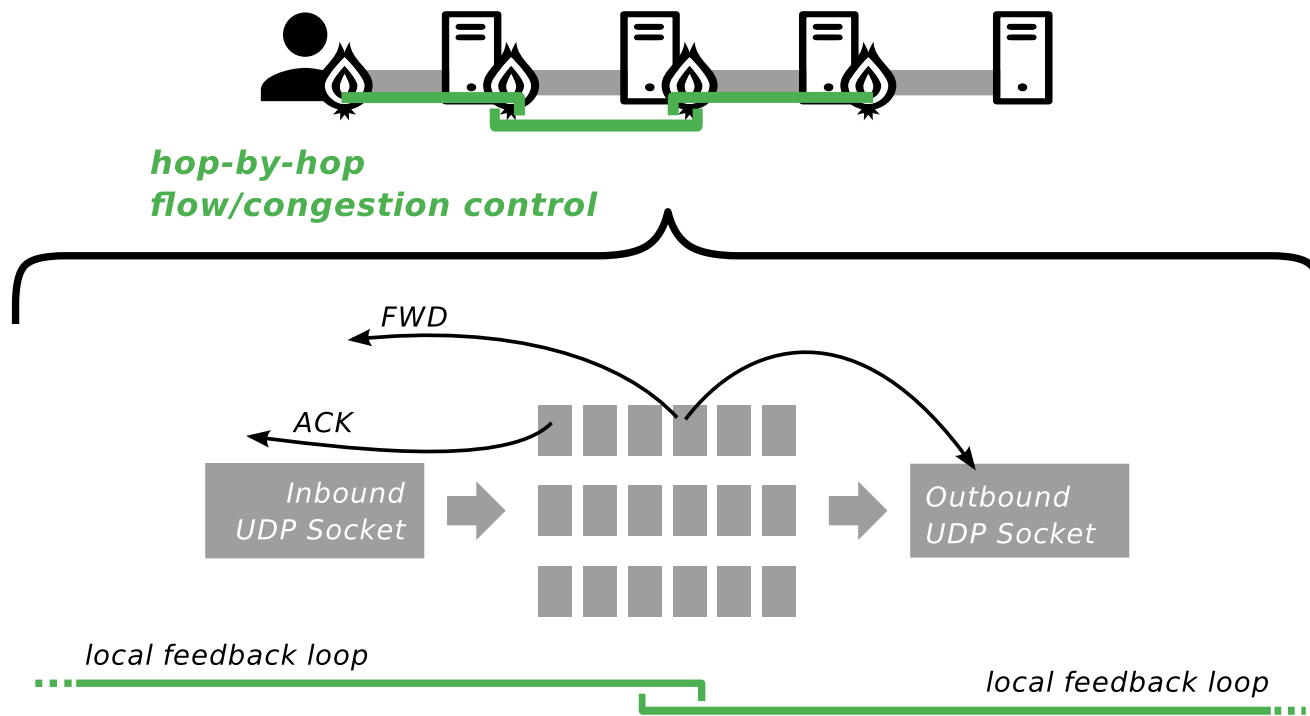 hop-by-hop
flow/congestion control
FWD
ACK
Inbound
UDP Socket
Outbound
UDP Socket
local feedback loop
local feedback loop